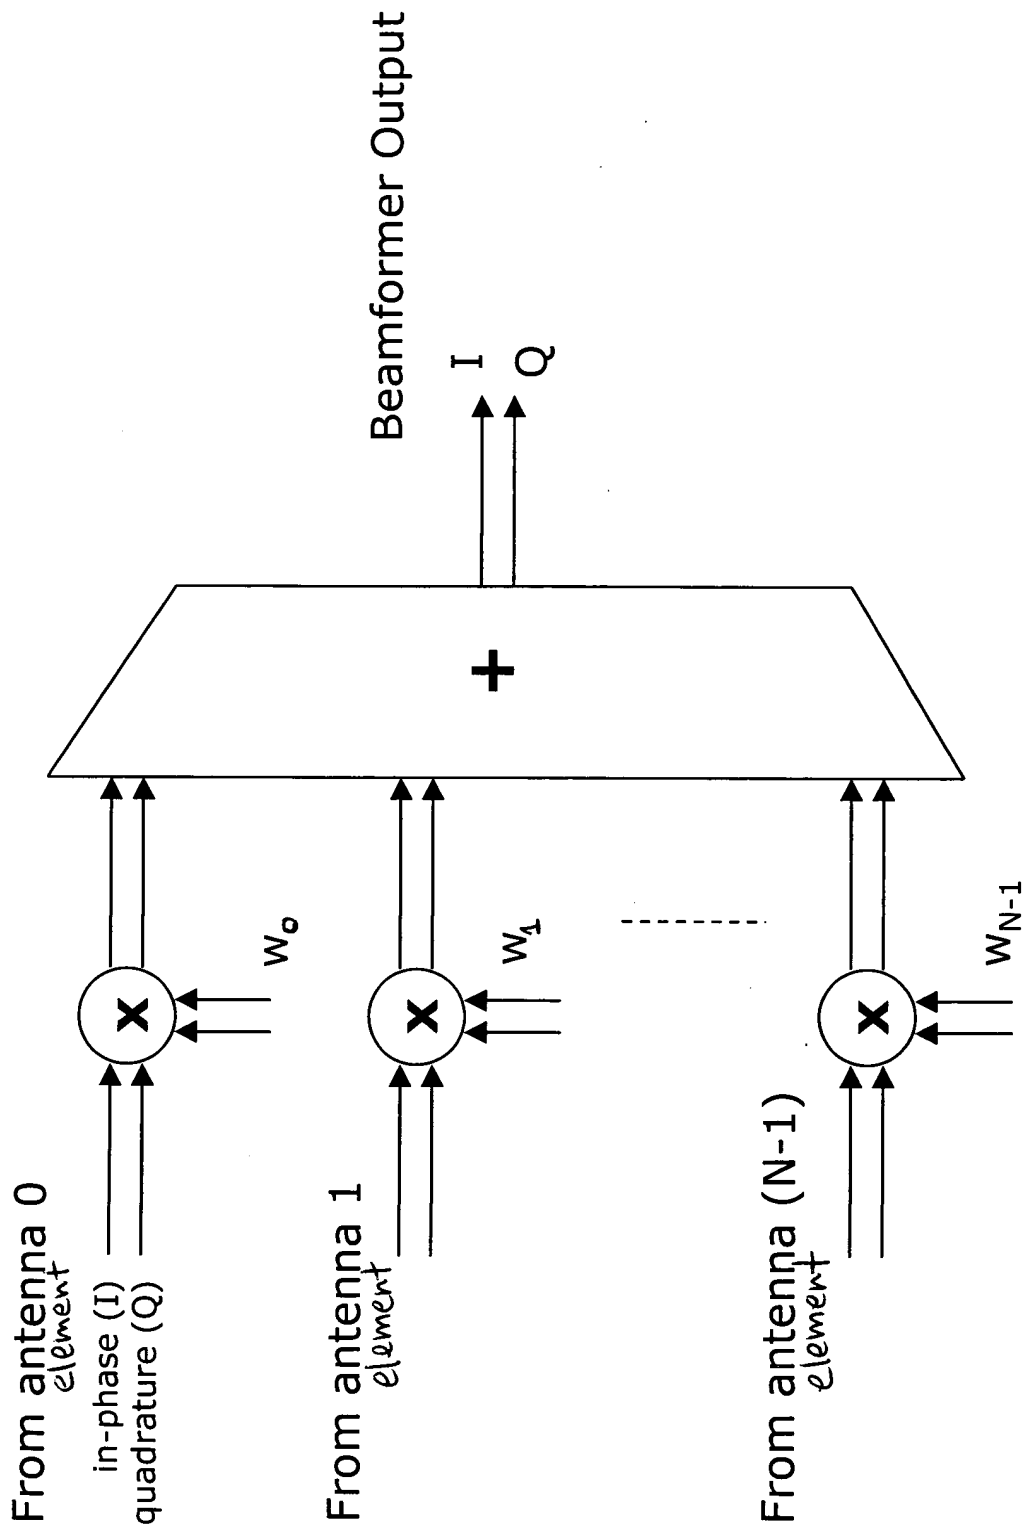 From antenna 0
element
in-phase (I)
quadrature (Q)
X
W0
From antenna 1
element
X
W1
From antenna (N-1)
element
X
WN-1
+
Beamformer Output
I
Q